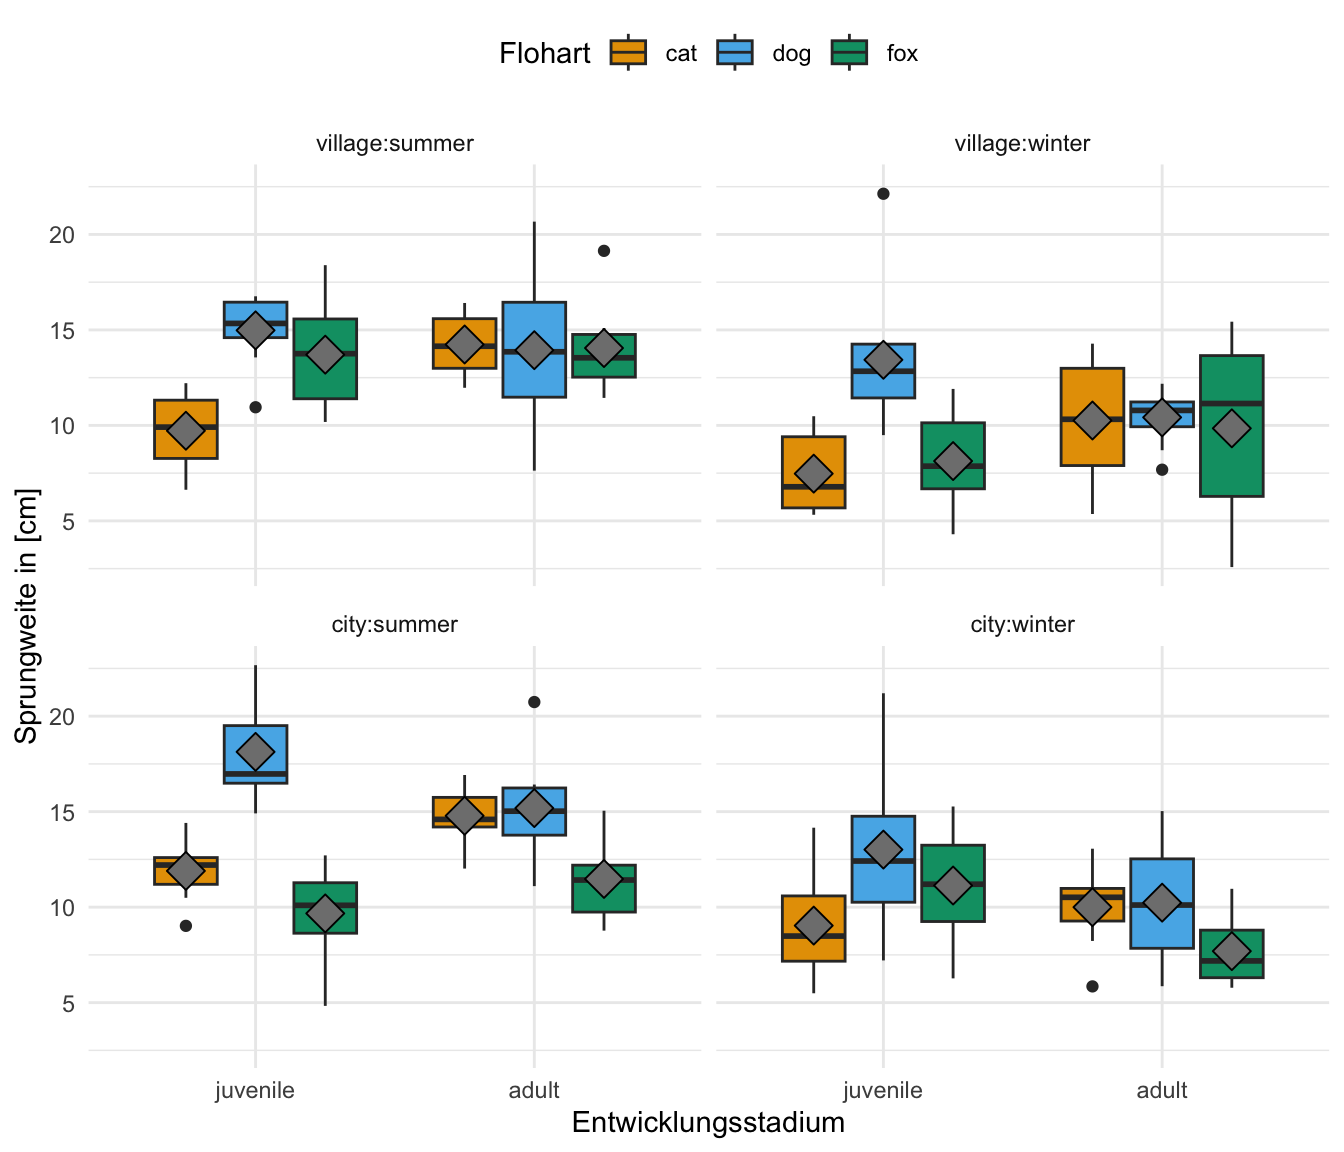 Flohart cat dog fox
village:summer village:winter
20
15
10
5
Sprungweite in [cm]
city:summer city:winter
20
15
10
5
juvenile adult juvenile adult
Entwicklungsstadium